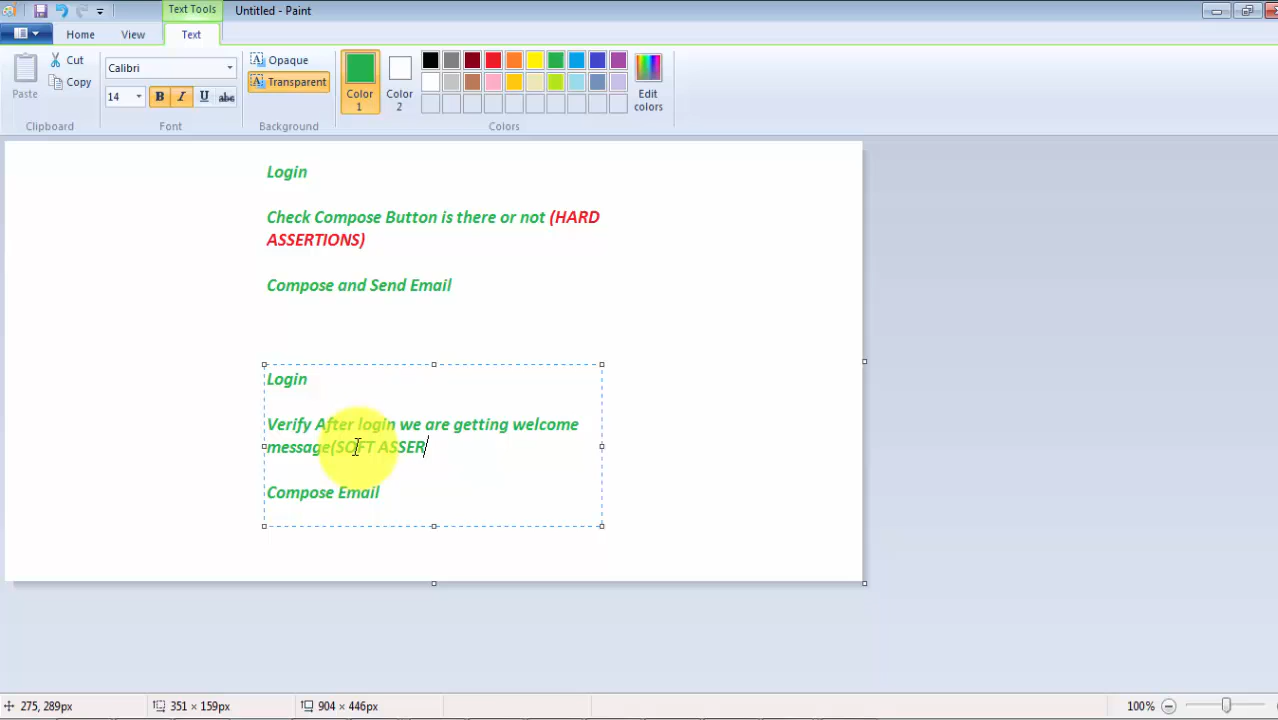 Text Tools
Untitled - Paint
Home
View
Text
Paste
Cut
Copy
Clipboard
Calibri
14
B
I
U
abc
Font
A
Opaque
A
Transparent
Background
Color
1
Color
2
Edit
colors
Colors
Login
Check Compose Button is there or not (HARD
ASSERTIONS)
Compose and Send Email
Login
Verify After login we are getting welcome
message(SOFT ASSER
Compose Email
275, 289px
351 × 159px
904 × 446px
100%